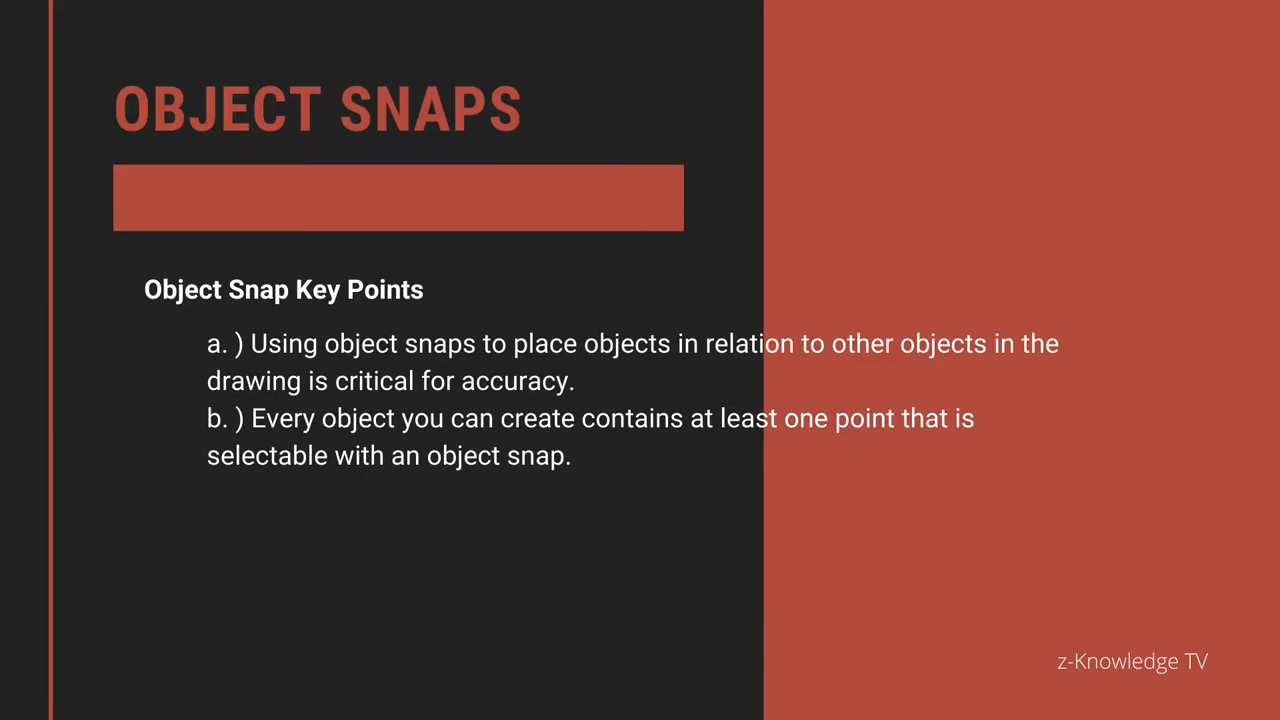 OBJECT SNAPS
Object Snap Key Points
a. ) Using object snaps to place objects in relation to other objects in the
drawing is critical for accuracy.
b. ) Every object you can create contains at least one point that is
selectable with an object snap.
z-Knowledge TV